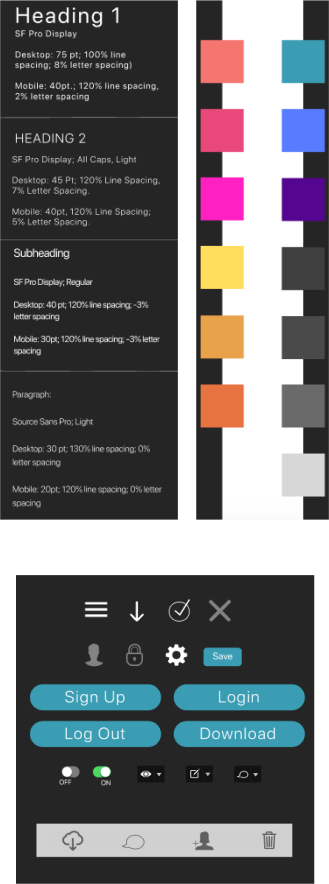 Heading 1
SF Pro Display
Desktop: 75 pt; 100% line
spacing; 8% letter spacing)
Mobile: 40pt.; 120% line spacing,
2% letter spacing
HEADING 2
SF Pro Display; All Caps, Light
Desktop: 45 Pt; 120% Line Spacing,
7% Letter Spacing.
Mobile: 40pt, 120% Line Spacing;
5% Letter Spacing.
Subheading
SF Pro Display; Regular
Desktop: 40 pt; 120% line spacing; -3%
letter spacing
Mobile: 30pt; 120% line spacing; -3% letter
spacing
Paragraph:
Source Sans Pro; Light
Desktop: 30 pt; 130% line spacing; 0%
letter spacing
Mobile: 20pt; 120% line spacing; 0% letter
spacing
Save
Sign Up
Login
Log Out
Download
OFF
ON